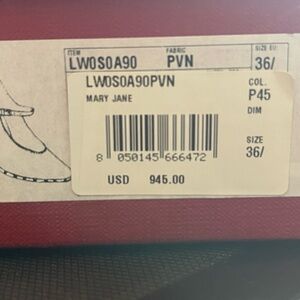 ITEM FABRIC SIZE EU
LW0S0A90 PVN 36/
LW0S0A90PVN COL.
MARY JANE P45
DIM
SIZE
36/
8 050145 666472
USD 945.00